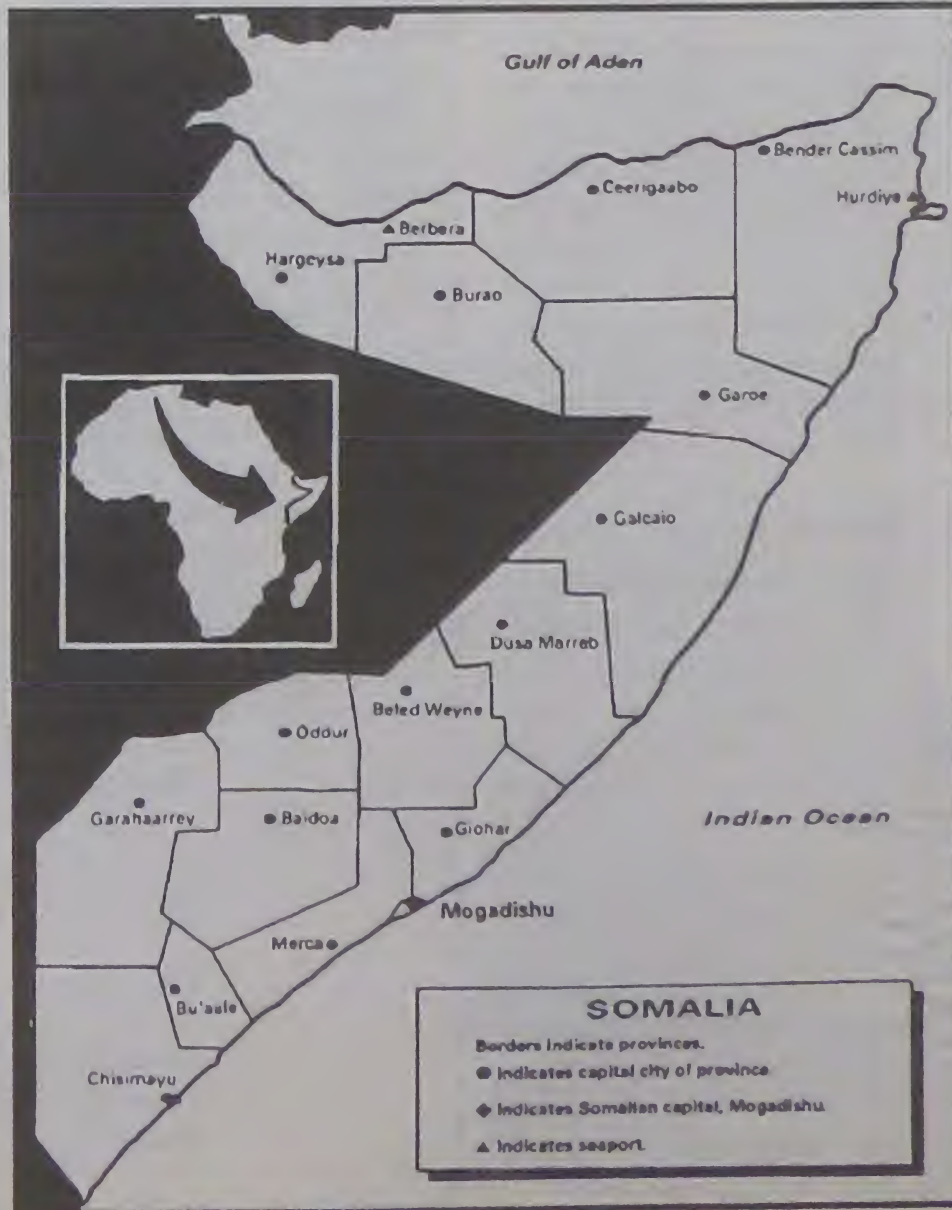 Gulf of Aden
Bender Cassim
Ceerigaabo
Hurdiye
Berbera
Hargeysa
Burao
Garoe
Galcaio
Dusa Marreb
Beled Weyne
Oddur
Garahaarrey
Baidoa
Giohar
Indian Ocean
Mogadishu
Merca
Bu'aale
Chisimayu
SOMALIA
Borders indicate provinces.
● Indicates capital city of province
◆ Indicates Somalian capital, Mogadishu.
▲ Indicates seaport.